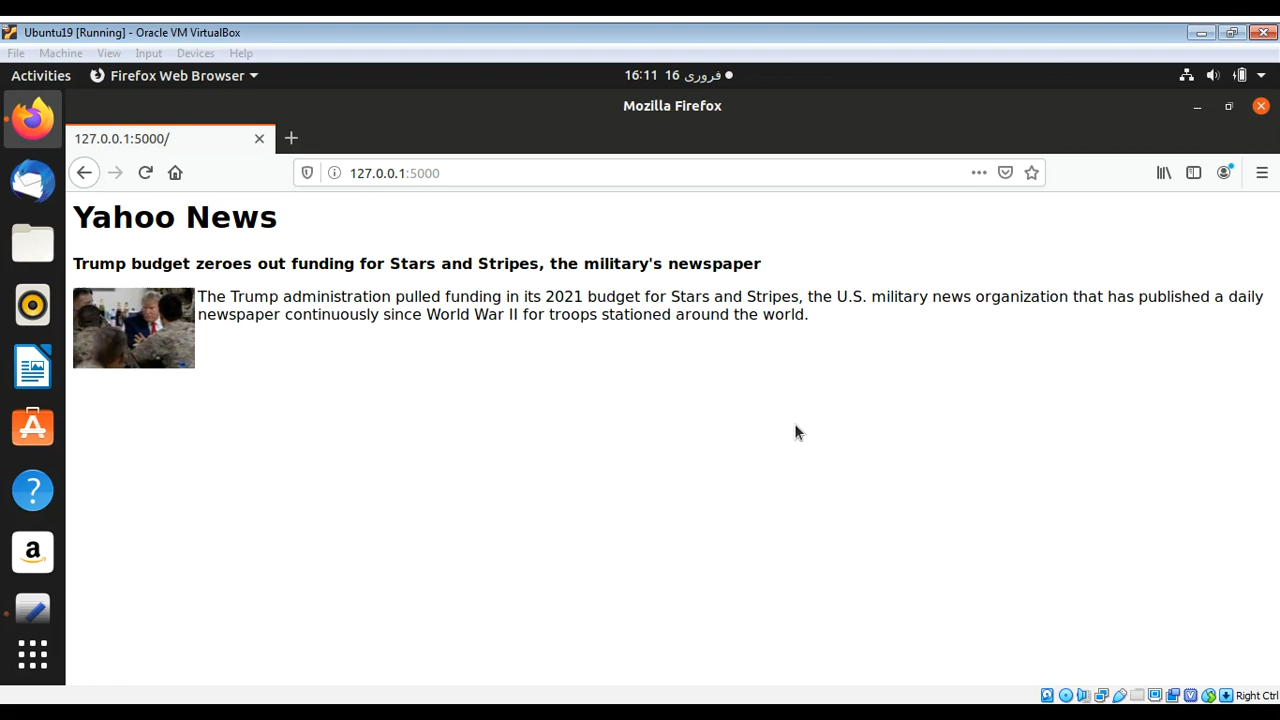 Ubuntu19 [Running] - Oracle VM VirtualBox
File Machine View Input Devices Help
Activities Firefox Web Browser 16:11 16 فروری
Mozilla Firefox
127.0.0.1:5000/
127.0.0.1:5000
Yahoo News
Trump budget zeroes out funding for Stars and Stripes, the military's newspaper
The Trump administration pulled funding in its 2021 budget for Stars and Stripes, the U.S. military news organization that has published a daily
newspaper continuously since World War II for troops stationed around the world.
Right Ctrl